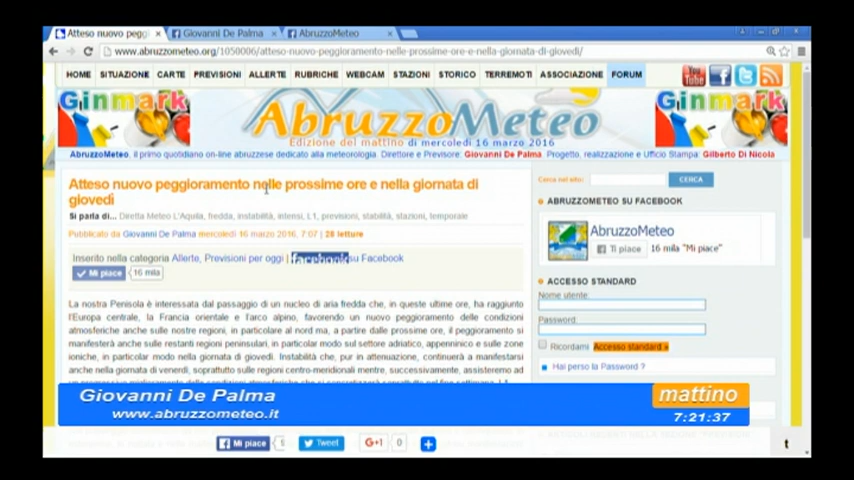 Atteso nuovo peggi
Giovanni De Palma
AbruzzoMeteo
www.abruzzometeo.org/1050006/atteso-nuovo-peggioramento-nelle-prossime-ore-e-nella-giornata-di-giovedi/
HOME SITUAZIONE CARTE PREVISIONI ALLERTE RUBRICHE WEBCAM STAZIONI STORICO TERREMOTI ASSOCIAZIONE FORUM
You Tube
Ginmark
AbruzzoMeteo
Ginmark
Edizione del mattino di mercoledì 16 marzo 2016
AbruzzoMeteo, il primo quotidiano on-line abruzzese dedicato alla meteorologia. Direttore e Previsore: Giovanni De Palma Progetto, realizzazione e Ufficio Stampa: Gilberto Di Nicola
Atteso nuovo peggioramento nelle prossime ore e nella giornata di
giovedì
Si parla di... Diretta Meteo L'Aquila, fredda, instabilità, intensi, L1, previsioni, stabilità, stazioni, temporale
Pubblicato da Giovanni De Palma mercoledì 16 marzo 2016, 7:07 | 28 letture
Inserito nella categoria Allerte, Previsioni per oggi | facebook su Facebook
Mi piace 16 mila
La nostra Penisola è interessata dal passaggio di un nucleo di aria fredda che, in queste ultime ore, ha raggiunto
l'Europa centrale, la Francia orientale e l'arco alpino, favorendo un nuovo peggioramento delle condizioni
atmosferiche anche sulle nostre regioni, in particolare al nord ma, a partire dalle prossime ore, il peggioramento si
manifesterà anche sulle restanti regioni peninsulari, in particolar modo sul settore adriatico, appenninico e sulle zone
ioniche, in particolar modo nella giornata di giovedì. Instabilità che, pur in attenuazione, continuerà a manifestarsi
anche nella giornata di venerdì, soprattutto sulle regioni centro-meridionali mentre, successivamente, assisteremo ad
Cerca nel sito:
CERCA
ABRUZZOMETEO SU FACEBOOK
AbruzzoMeteo
Ti piace 16 mila "Mi piace"
ACCESSO STANDARD
Nome utente:
Password:
Ricordami Accesso standard »
Hai perso la Password ?
Giovanni De Palma
www.abruzzometeo.it
mattino
7:21:37
Mi piace
Tweet
G+1 0
t